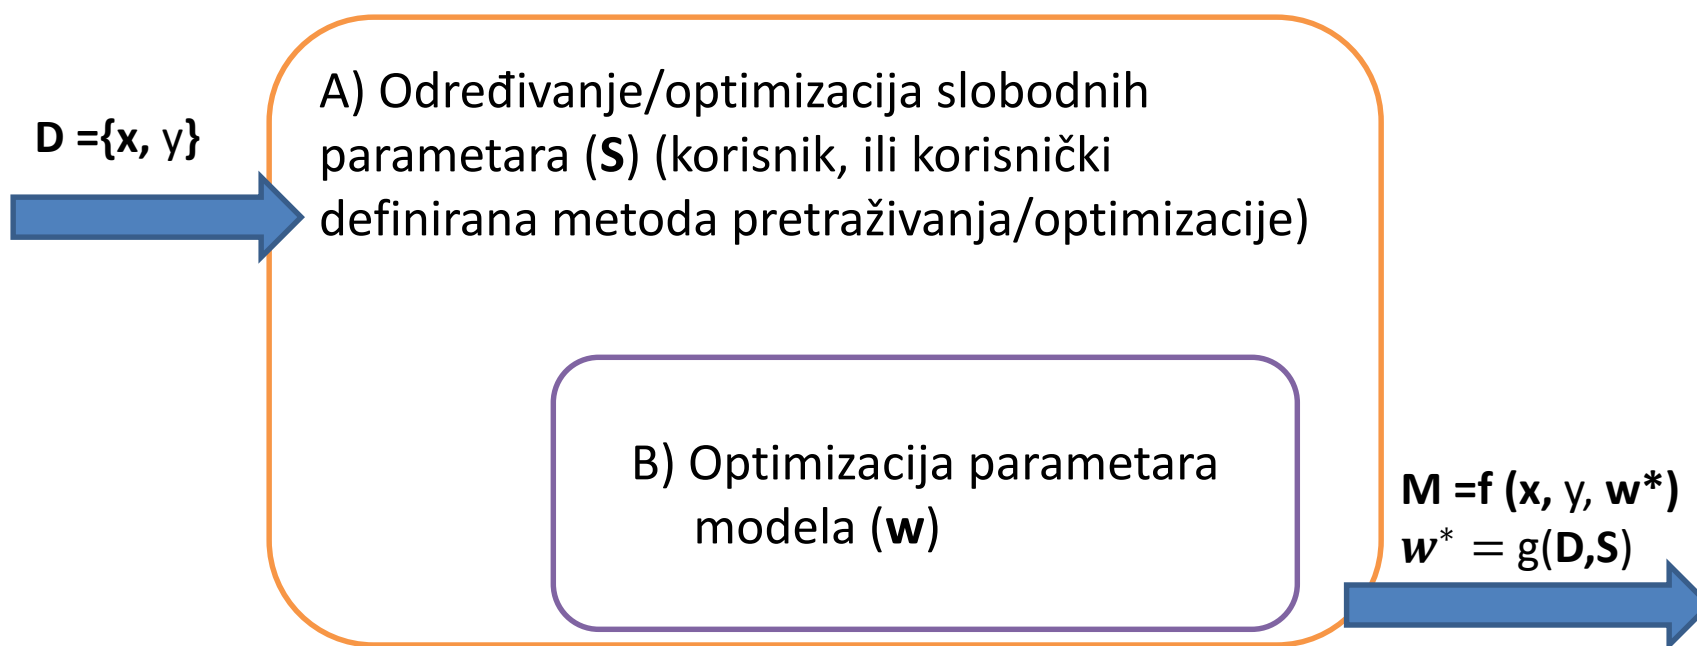 D ={x, y}
A) Određivanje/optimizacija slobodnih
parametara (S) (korisnik, ili korisnički
definirana metoda pretraživanja/optimizacije)
B) Optimizacija parametara
modela (w)
M =f (x, y, w*)
w* = g(D,S)